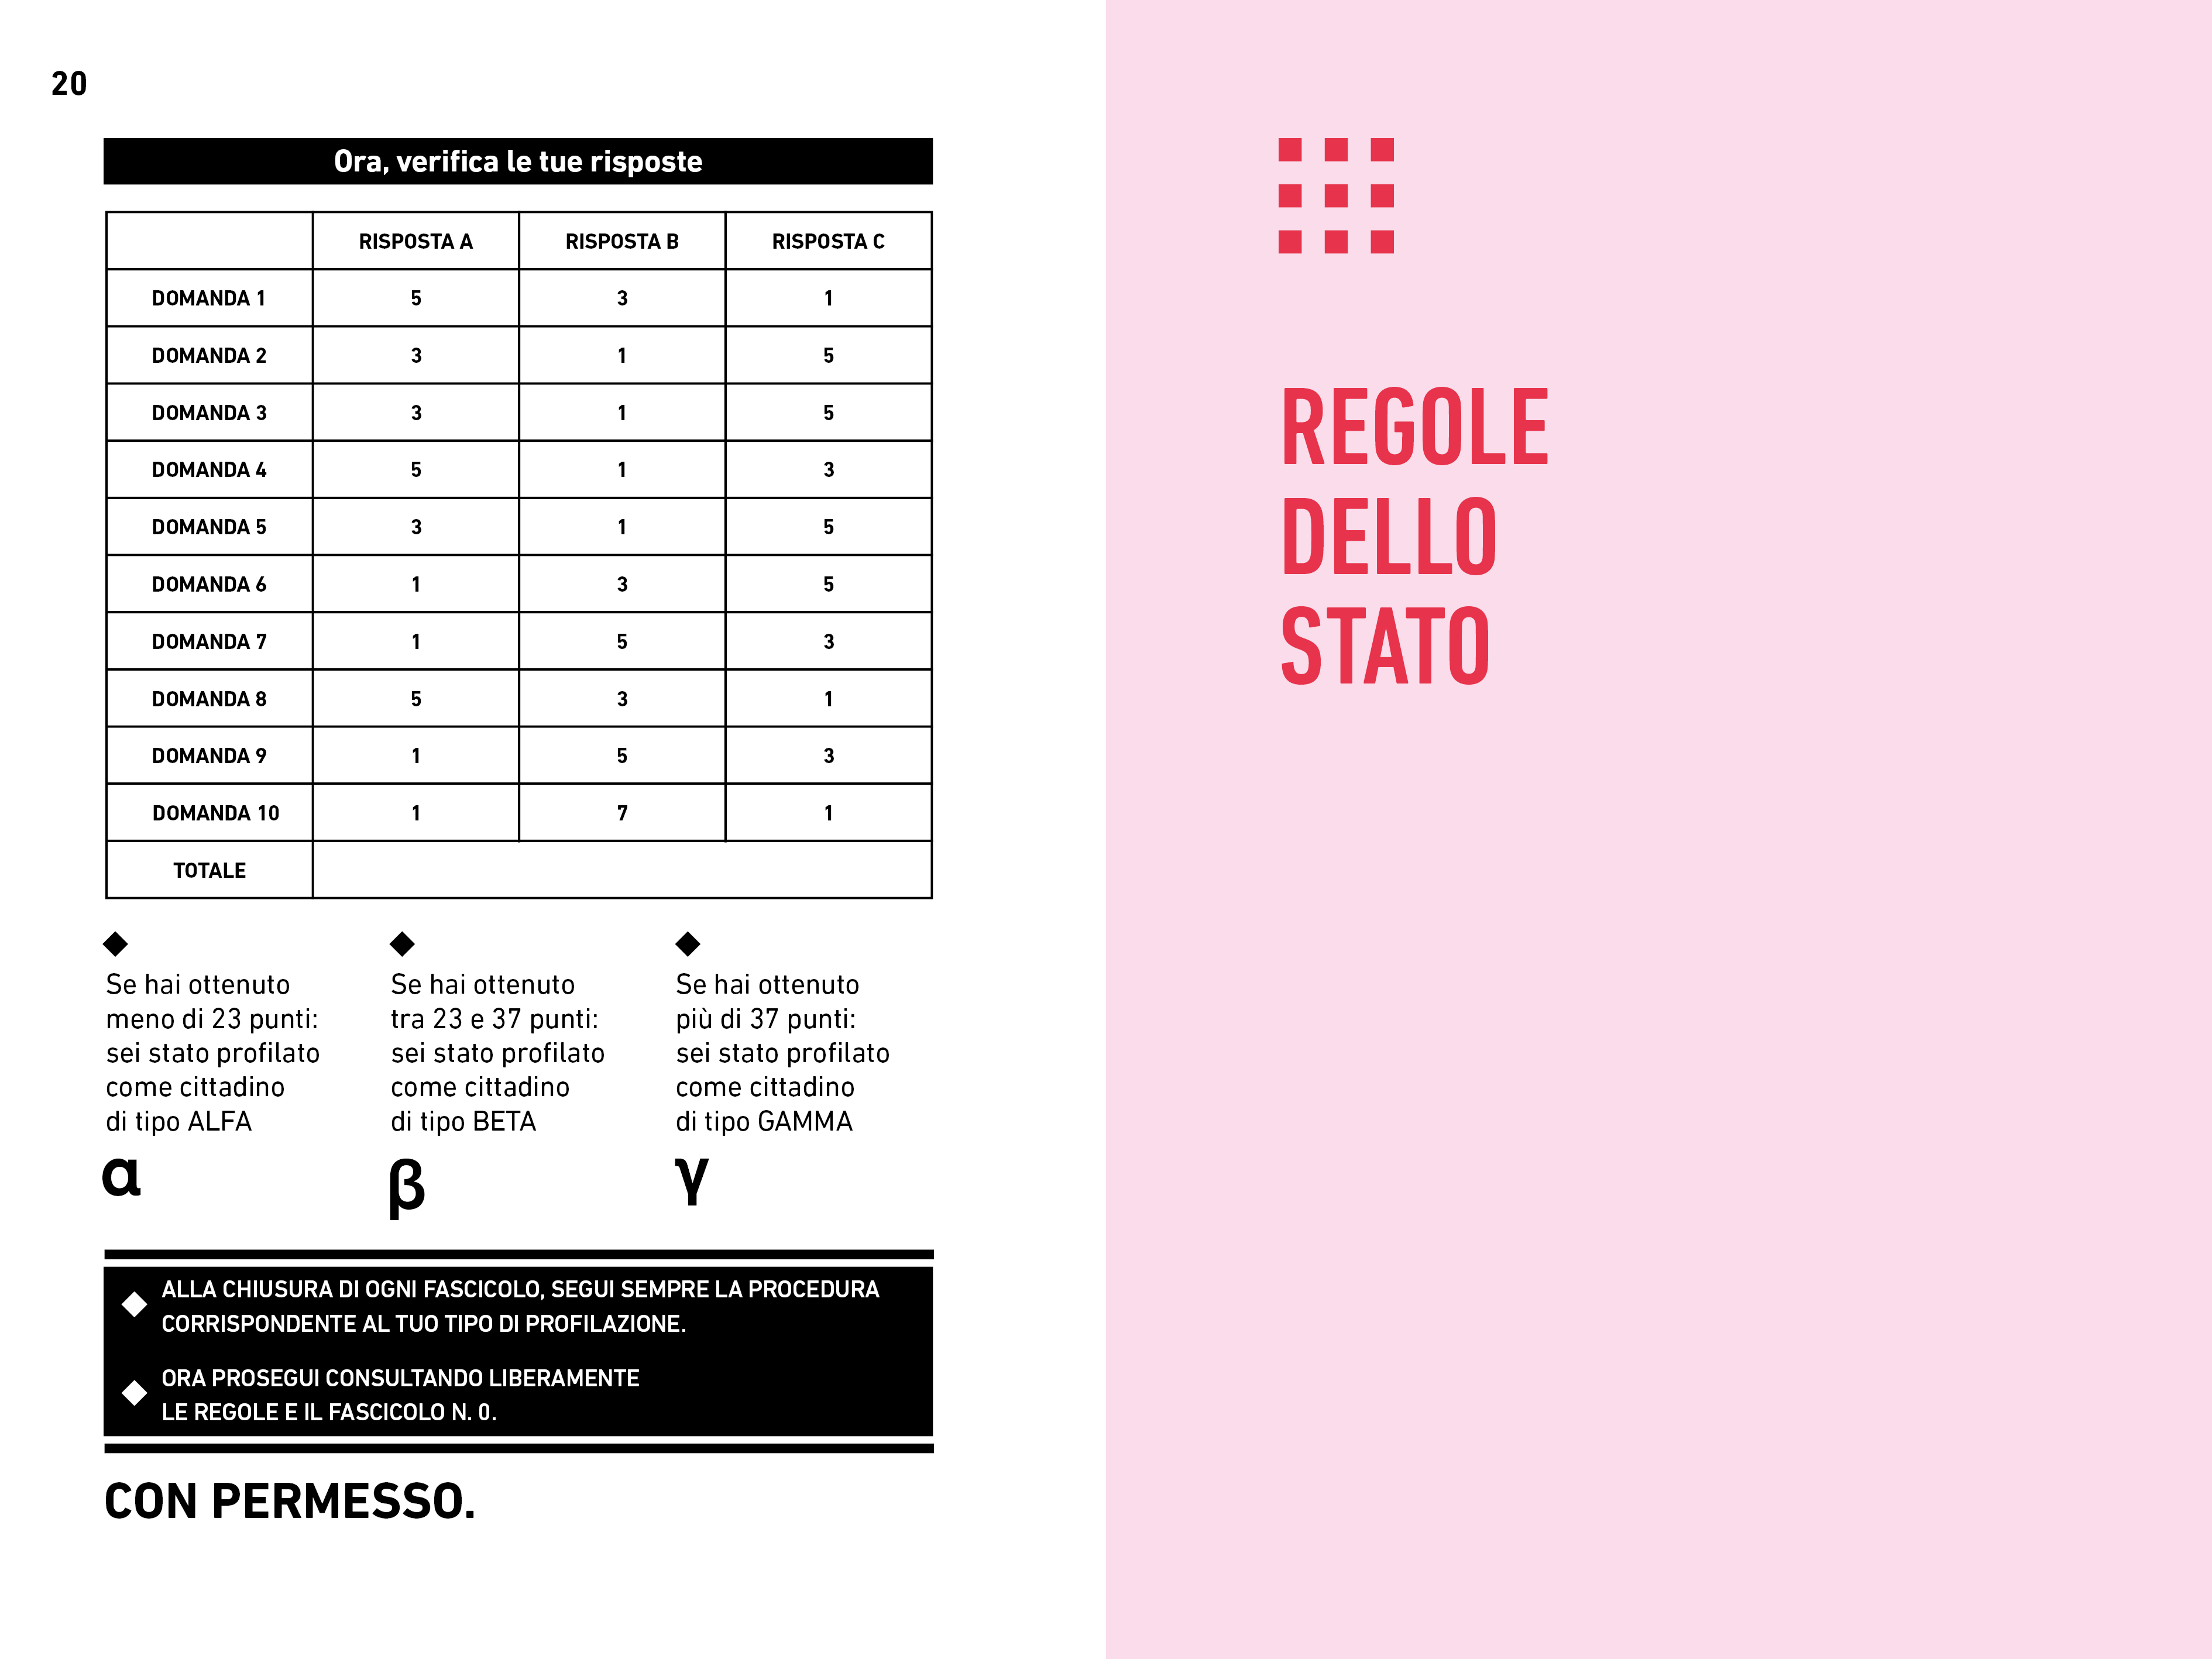 20
Ora, verifica le tue risposte
RISPOSTA A RISPOSTA B RISPOSTA C
DOMANDA 1 5 3 1
DOMANDA 2 3 1 5
DOMANDA 3 3 1 5
DOMANDA 4 5 1 3
DOMANDA 5 3 1 5
DOMANDA 6 1 3 5
DOMANDA 7 1 5 3
DOMANDA 8 5 3 1
DOMANDA 9 1 5 3
DOMANDA 10 1 7 1
TOTALE
Se hai ottenuto
meno di 23 punti:
sei stato profilato
come cittadino
di tipo ALFA
α
Se hai ottenuto
tra 23 e 37 punti:
sei stato profilato
come cittadino
di tipo BETA
β
Se hai ottenuto
più di 37 punti:
sei stato profilato
come cittadino
di tipo GAMMA
γ
ALLA CHIUSURA DI OGNI FASCICOLO, SEGUI SEMPRE LA PROCEDURA
CORRISPONDENTE AL TUO TIPO DI PROFILAZIONE.
ORA PROSEGUI CONSULTANDO LIBERAMENTE
LE REGOLE E IL FASCICOLO N. 0.
CON PERMESSO.
REGOLE
DELLO
STATO